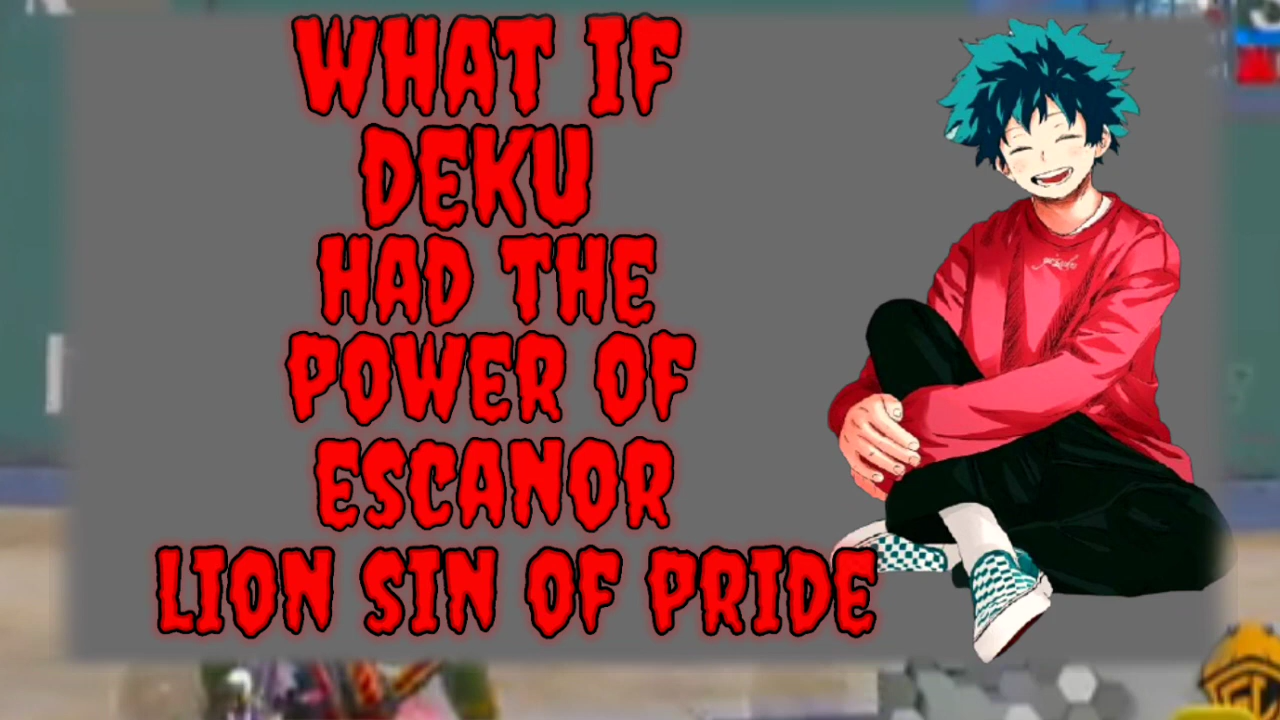 WHAT IF
DEKU
HAD THE
POWER OF
ESCANOR
LION SIN OF PRIDE